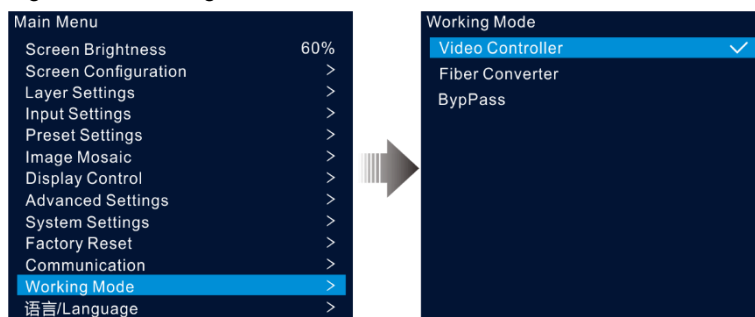 Main Menu
Screen Brightness 60%
Screen Configuration >
Layer Settings >
Input Settings >
Preset Settings >
Image Mosaic >
Display Control >
Advanced Settings >
System Settings >
Factory Reset >
Communication >
Working Mode >
语言/Language >
Working Mode
Video Controller ✓
Fiber Converter
BypPass